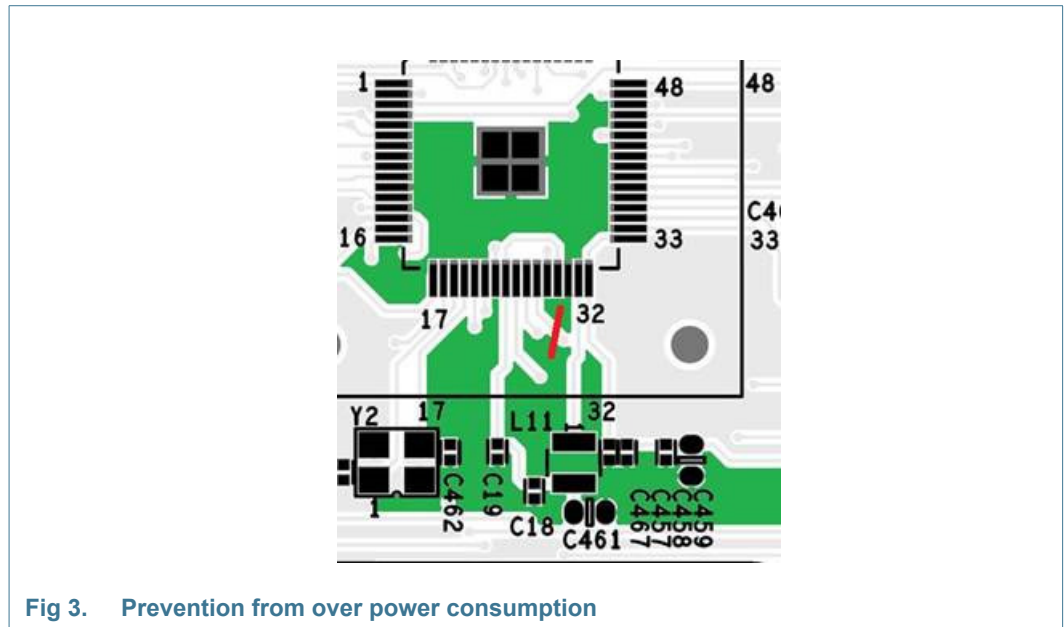 1
48
48
C4
16
33
33
17
32
Y2
17
L11
32
1
1
C462
C19
C18
C461
C467
C457
C458
C459
Fig 3. Prevention from over power consumption